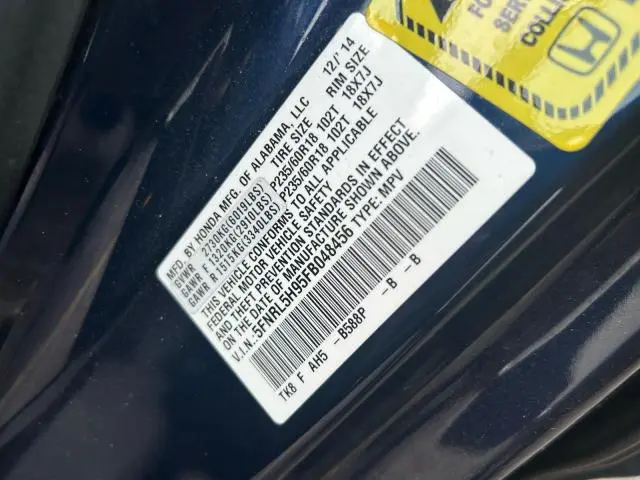 FO
SERV
COLLI
MFD. BY HONDA MFG. OF ALABAMA, LLC 12/'14
GVWR 2730KG(6019LBS) TIRE SIZE RIM SIZE
GAWR F 1320KG(2910LBS) P235/60R18 102T 18X7J
GAWR R 1515KG(3340LBS) P235/60R18 102T 18X7J
THIS VEHICLE CONFORMS TO ALL APPLICABLE
FEDERAL MOTOR VEHICLE SAFETY
AND THEFT PREVENTION STANDARDS IN EFFECT
ON THE DATE OF MANUFACTURE SHOWN ABOVE.
V.I.N.:5FNRL5H95FB048456 TYPE: MPV
TK8 F AH5 -B588P -B -B